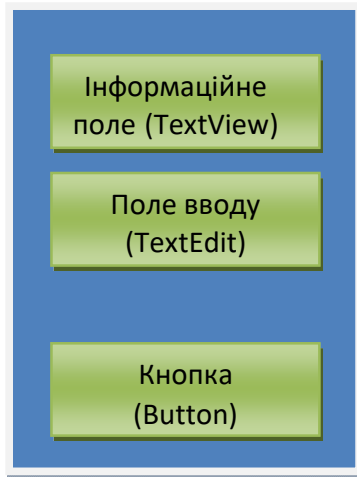 Інформаційне
поле (TextView)
Поле вводу
(TextEdit)
Кнопка
(Button)